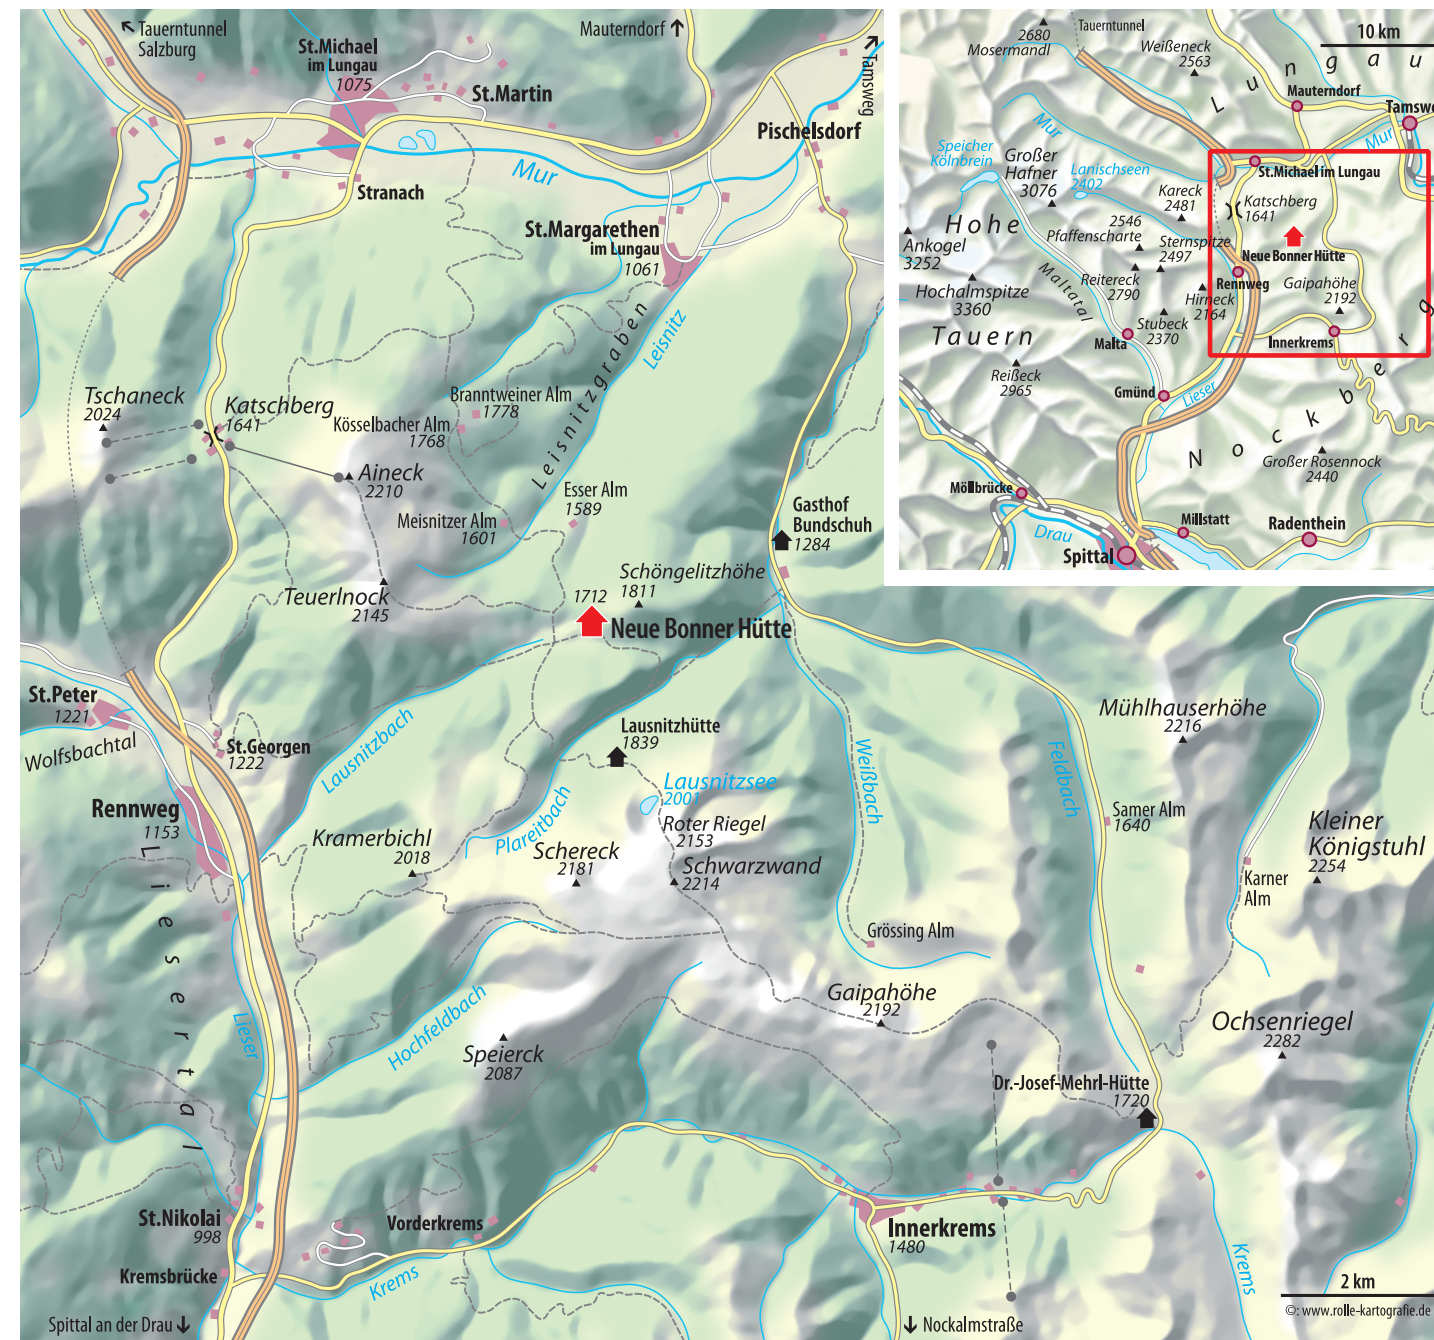 Tauerntunnel
Salzburg
St.Michael
im Lungau
1075
Mauterndorf
Tamsweg
St.Martin
Pischelsdorf
Mur
Stranach
St.Margarethen
im Lungau
1061
Leisnitz
Leisnitzgraben
Tschaneck
2024
Katschberg
1641
Branntweiner Alm
1778
Kösselbacher Alm
1768
Aineck
2210
Esser Alm
1589
Meisnitzer Alm
1601
Gasthof
Bundschuh
1284
Schöngelitzhöhe
1811
Teuerlnock
2145
1712
Neue Bonner Hütte
St.Peter
1221
Wolfsbachtal
St.Georgen
1222
Lausnitzbach
Lausnitzhütte
1839
Weißbach
Feldbach
Mühlhauserhöhe
2216
Lausnitzsee
2001
Rennweg
1153
Plareitbach
Kramerbichl
2018
Roter Riegel
2153
Schereck
2181
Schwarzwand
2214
Samer Alm
1640
Kleiner
Königstuhl
2254
Karner
Alm
Liesertal
Grössing Alm
Lieser
Hochfeldbach
Gaipahöhe
2192
Speierck
2087
Ochsenriegel
2282
Dr.-Josef-Mehrl-Hütte
1720
St.Nikolai
998
Vorderkrems
Innerkrems
1480
Kremsbrücke
Krems
Krems
Spittal an der Drau
Nockalmstraße
2 km
©: www.rolle-kartografie.de
2680
Mosermandl
Tauerntunnel
Weißeneck
2563
10 km
Lungau
Mauterndorf
Tamswe
Mur
Mur
Speicher
Kölnbrein
Großer
Hafner
3076
Lanischseen
2402
St.Michael im Lungau
Kareck
2481
Katschberg
1641
Hohe
Tauern
2546
Pfaffenscharte
Sternspitze
2497
Neue Bonner Hütte
Ankogel
3252
Maltatal
Reitereck
2790
Rennweg
Gaipahöhe
2192
Hochalmspitze
3360
Hirneck
2164
Stubeck
2370
Malta
Innerkrems
Reißeck
2965
Gmünd
Lieser
Nockberg
Großer Rosennock
2440
Möllbrücke
Drau
Millstatt
Radenthein
Spittal